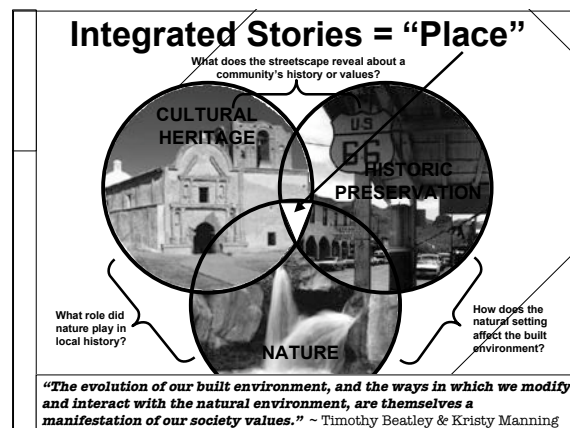 Integrated Stories = “Place”
What does the streetscape reveal about a
community’s history or values?
CULTURAL
HERITAGE
U S
66
HISTORIC
PRESERVATION
What role did
nature play in
local history?
How does the
natural setting
affect the built
environment?
NATURE
“The evolution of our built environment, and the ways in which we modify
and interact with the natural environment, are themselves a
manifestation of our society values.” ~ Timothy Beatley & Kristy Manning